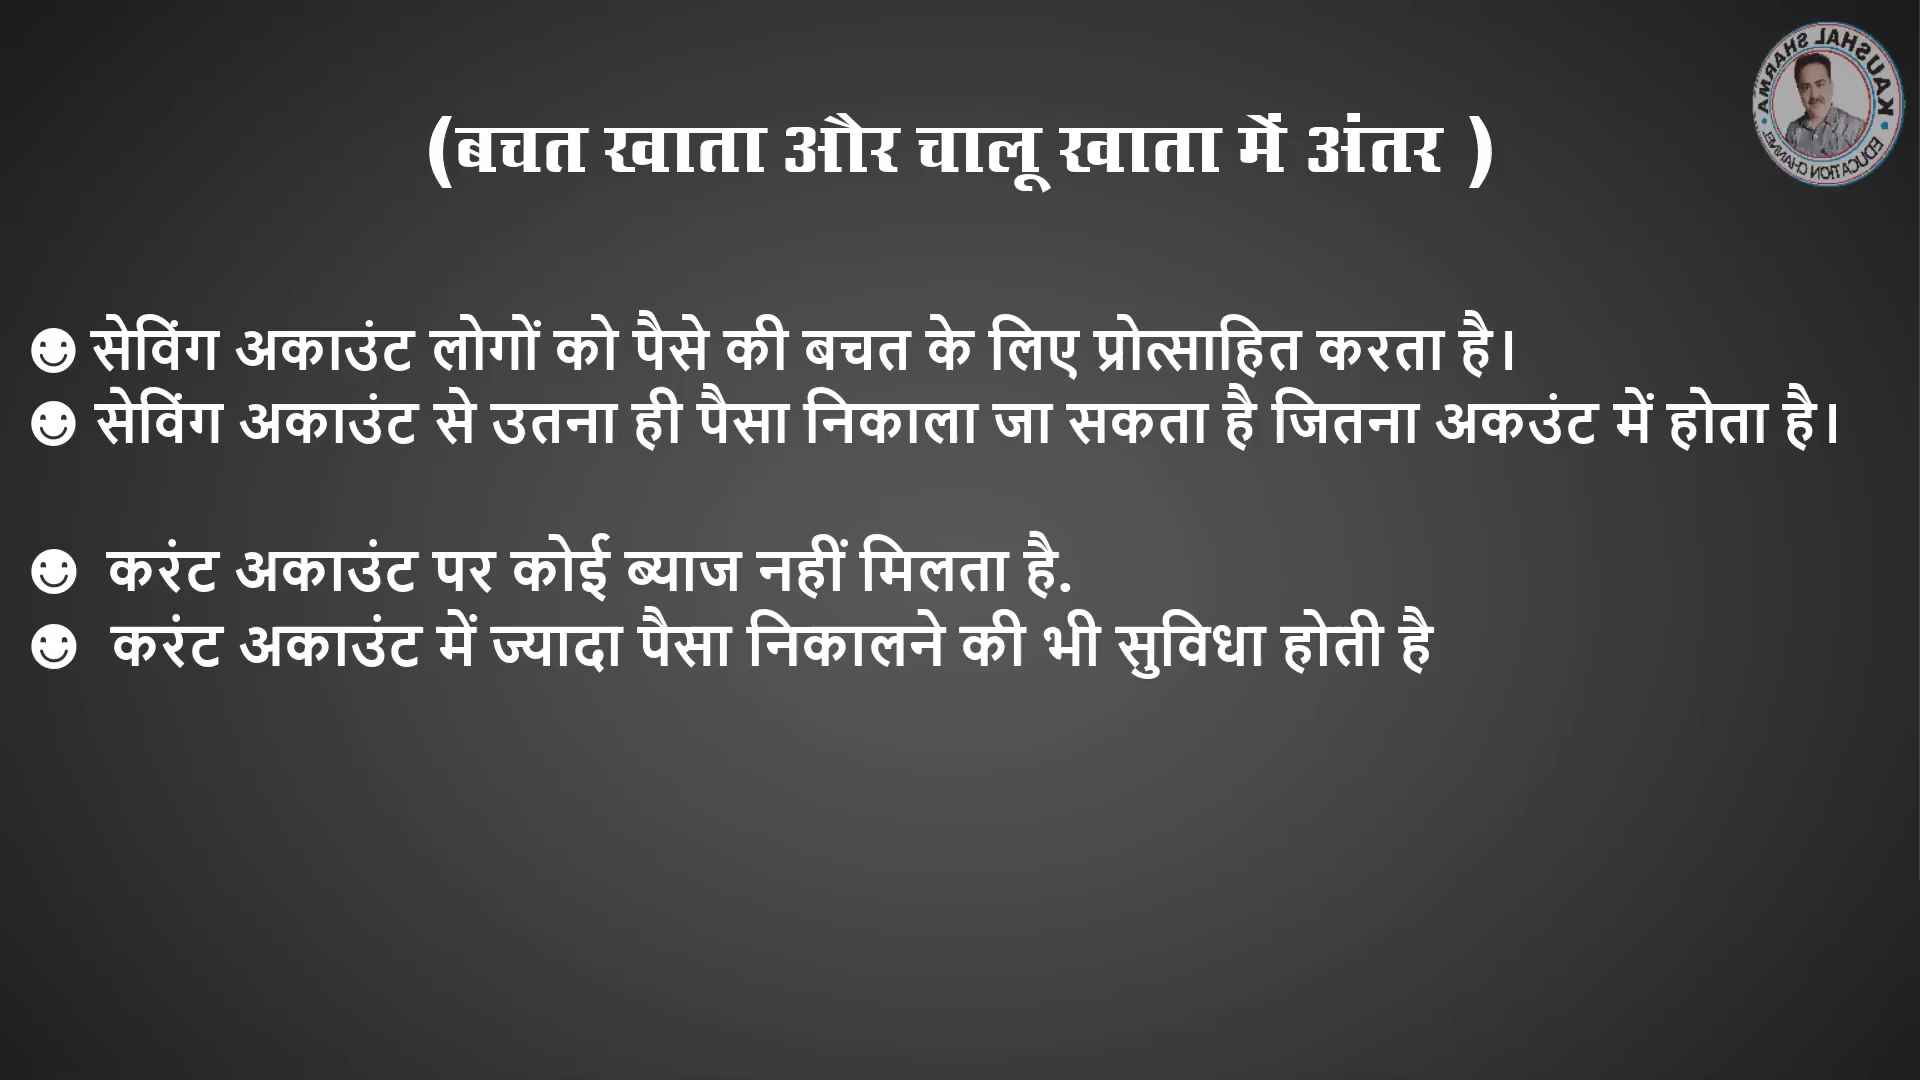 (बचत खाता और चालू खाता में अंतर )
KAUSHAL SHARMA
EDUCATION CHANNEL
☻ सेविंग अकाउंट लोगों को पैसे की बचत के लिए प्रोत्साहित करता है।
☻ सेविंग अकाउंट से उतना ही पैसा निकाला जा सकता है जितना अकउंट में होता है।
☻ करंट अकाउंट पर कोई ब्याज नहीं मिलता है.
☻ करंट अकाउंट में ज्यादा पैसा निकालने की भी सुविधा होती है